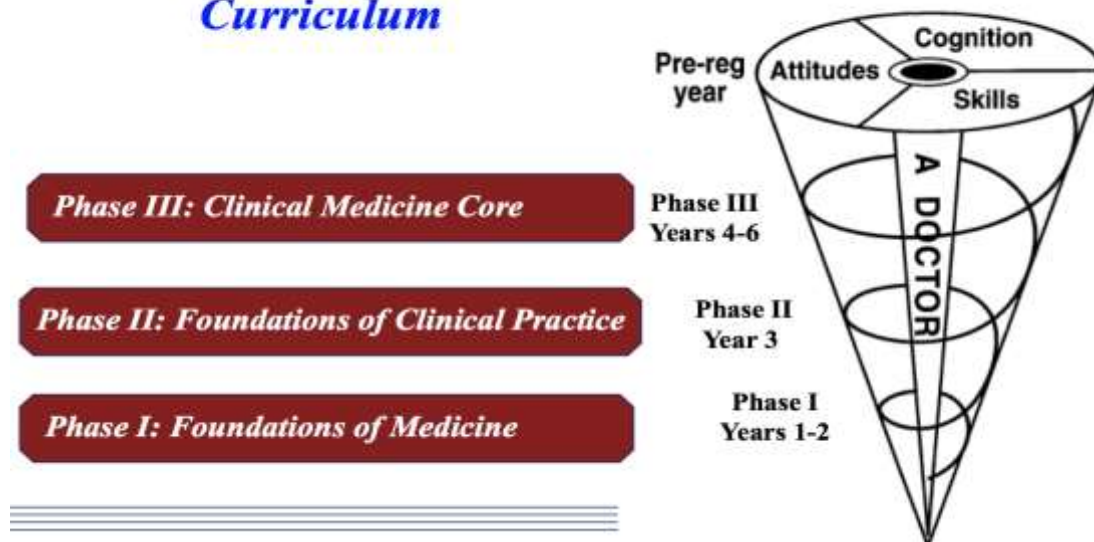 Curriculum
Phase III: Clinical Medicine Core
Phase II: Foundations of Clinical Practice
Phase I: Foundations of Medicine
Pre-reg
year
Attitudes
Cognition
Skills
A DOCTOR
Phase III
Years 4-6
Phase II
Year 3
Phase I
Years 1-2